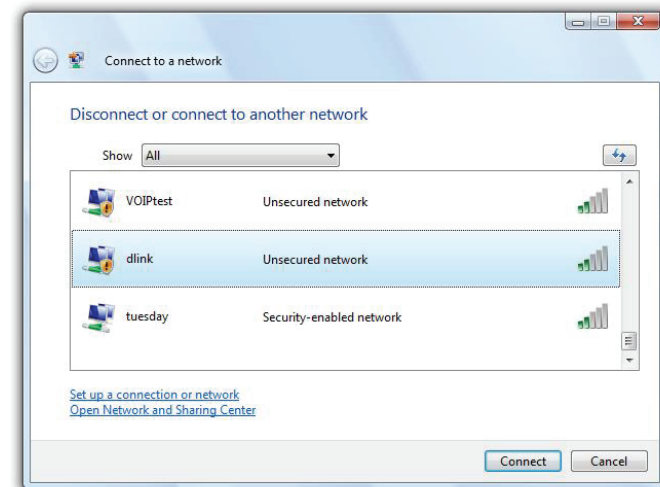 Connect to a network
Disconnect or connect to another network
Show All
VOIPtest Unsecured network
dlink Unsecured network
tuesday Security-enabled network
Set up a connection or network
Open Network and Sharing Center
Connect Cancel